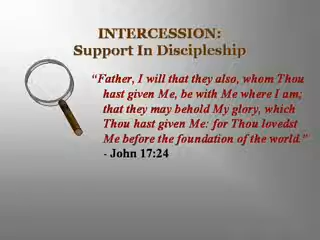 INTERCESSION:
Support In Discipleship
“Father, I will that they also, whom Thou
hast given Me, be with Me where I am;
that they may behold My glory, which
Thou hast given Me: for Thou lovedst
Me before the foundation of the world.”
- John 17:24